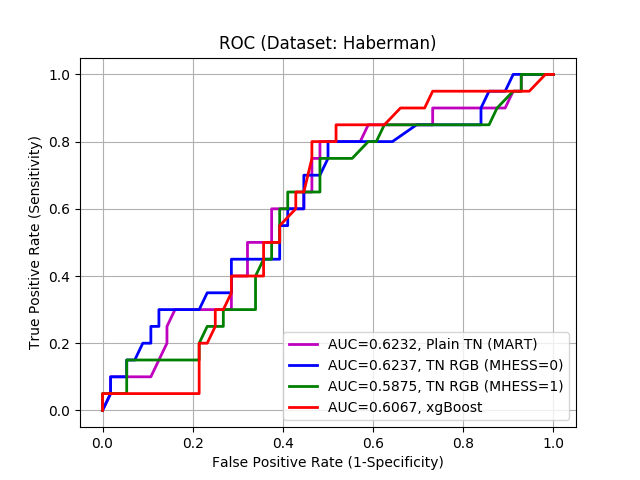 ROC (Dataset: Haberman)
True Positive Rate (Sensitivity)
1.0
0.8
0.6
0.4
0.2
0.0
AUC=0.6232, Plain TN (MART)
AUC=0.6237, TN RGB (MHESS=0)
AUC=0.5875, TN RGB (MHESS=1)
AUC=0.6067, xgBoost
0.0 0.2 0.4 0.6 0.8 1.0
False Positive Rate (1-Specificity)